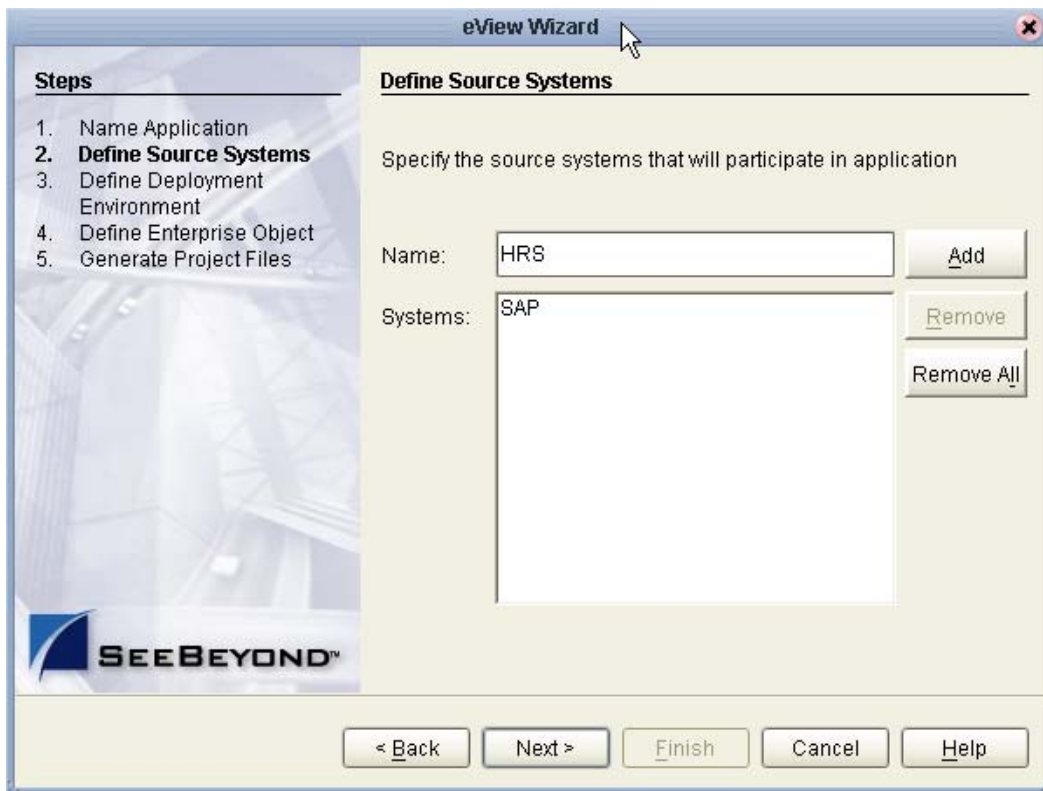 eView Wizard
Steps
1. Name Application
2. Define Source Systems
3. Define Deployment
Environment
4. Define Enterprise Object
5. Generate Project Files
SEEBEYOND™
Define Source Systems
Specify the source systems that will participate in application
Name: HRS Add
Systems: SAP Remove
Remove All
< Back Next > Finish Cancel Help